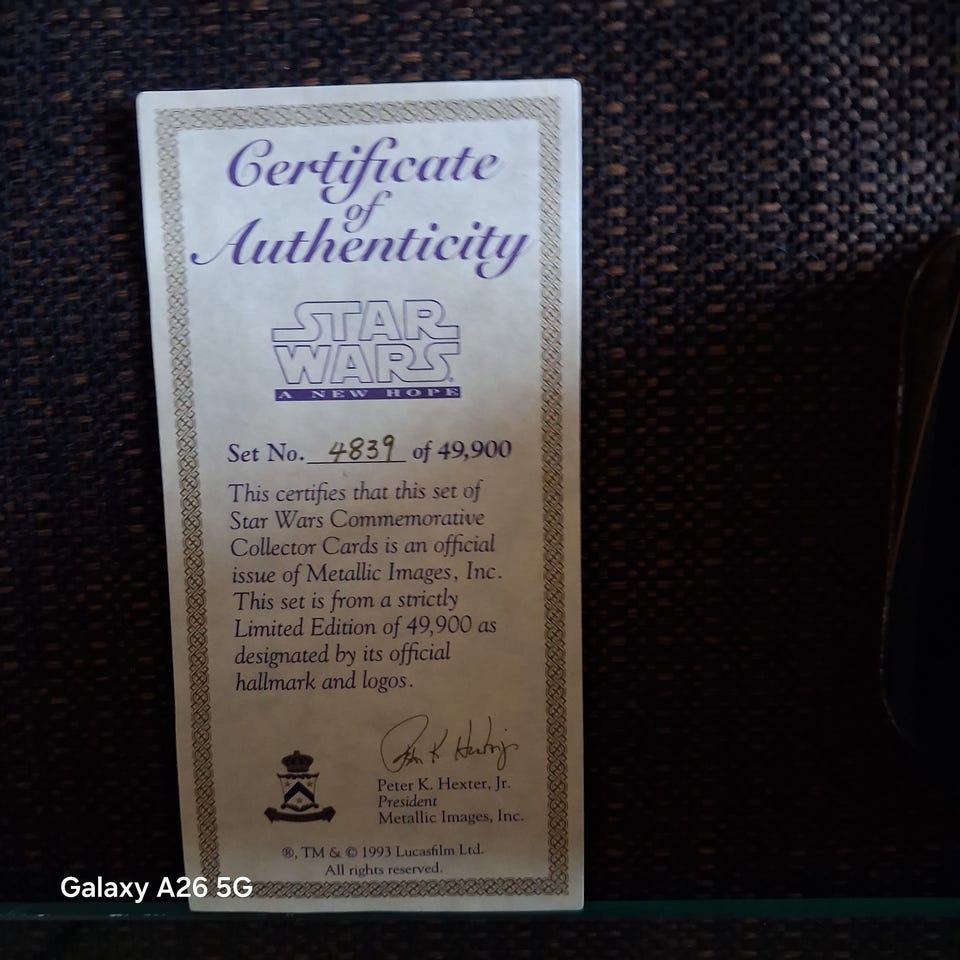 Certificate
of
Authenticity
STAR
WARS®
A NEW HOPE
Set No. 4839 of 49,900
This certifies that this set of
Star Wars Commemorative
Collector Cards is an official
issue of Metallic Images, Inc.
This set is from a strictly
Limited Edition of 49,900 as
designated by its official
hallmark and logos.
Peter K. Hexter, Jr.
President
Metallic Images, Inc.
®, TM & © 1993 Lucasfilm Ltd.
All rights reserved.
Galaxy A26 5G